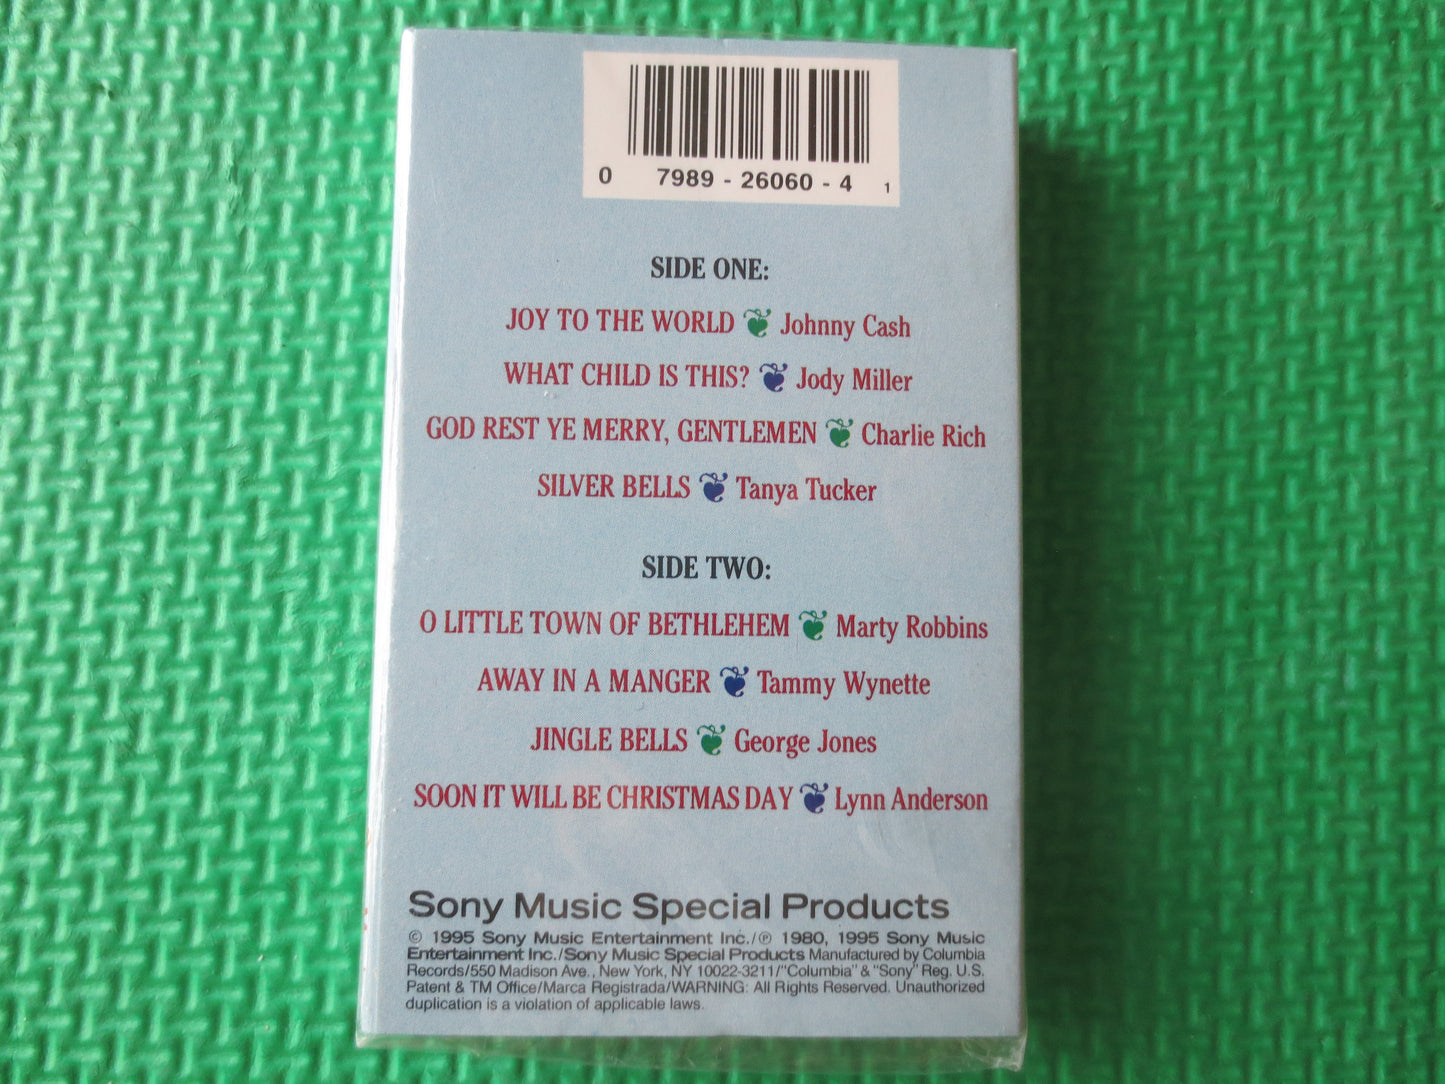 0 7989 - 26060 - 4 1
SIDE ONE:
JOY TO THE WORLD Johnny Cash
WHAT CHILD IS THIS? Jody Miller
GOD REST YE MERRY, GENTLEMEN Charlie Rich
SILVER BELLS Tanya Tucker
SIDE TWO:
O LITTLE TOWN OF BETHLEHEM Marty Robbins
AWAY IN A MANGER Tammy Wynette
JINGLE BELLS George Jones
SOON IT WILL BE CHRISTMAS DAY Lynn Anderson
Sony Music Special Products
© 1995 Sony Music Entertainment Inc./℗ 1980, 1995 Sony Music
Entertainment Inc./Sony Music Special Products Manufactured by Columbia
Records/550 Madison Ave., New York, NY 10022-3211/"Columbia" & "Sony" Reg. U.S.
Patent & TM Office/Marca Registrada/WARNING: All Rights Reserved. Unauthorized
duplication is a violation of applicable laws.